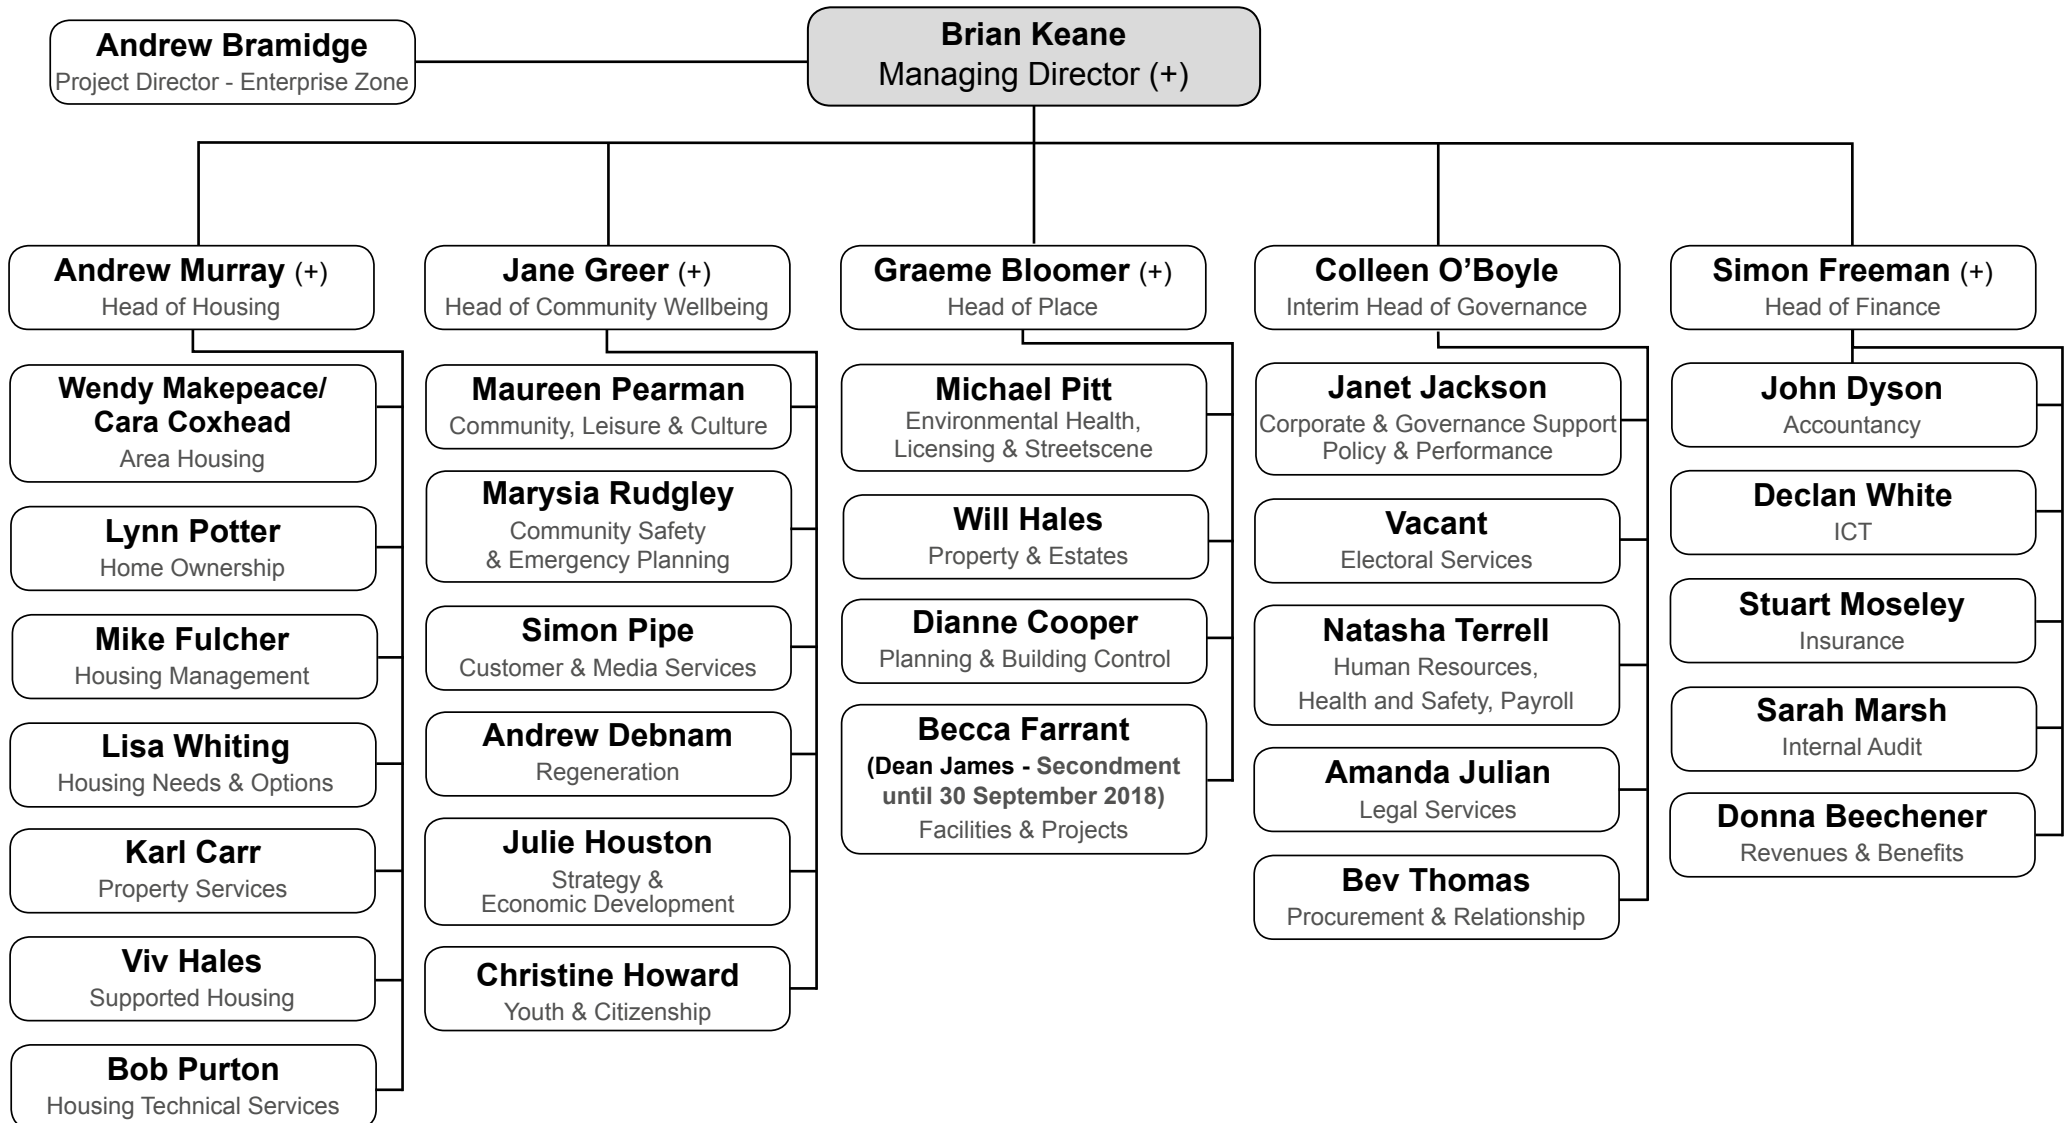 Andrew Bramidge
Project Director - Enterprise Zone
Brian Keane
Managing Director (+)
Andrew Murray (+)
Head of Housing
Wendy Makepeace/
Cara Coxhead
Area Housing
Lynn Potter
Home Ownership
Mike Fulcher
Housing Management
Lisa Whiting
Housing Needs & Options
Karl Carr
Property Services
Viv Hales
Supported Housing
Bob Purton
Housing Technical Services
Jane Greer (+)
Head of Community Wellbeing
Maureen Pearman
Community, Leisure & Culture
Marysia Rudgley
Community Safety
& Emergency Planning
Simon Pipe
Customer & Media Services
Andrew Debnam
Regeneration
Julie Houston
Strategy &
Economic Development
Christine Howard
Youth & Citizenship
Graeme Bloomer (+)
Head of Place
Michael Pitt
Environmental Health,
Licensing & Streetscene
Will Hales
Property & Estates
Dianne Cooper
Planning & Building Control
Becca Farrant
(Dean James - Secondment
until 30 September 2018)
Facilities & Projects
Colleen O’Boyle
Interim Head of Governance
Janet Jackson
Corporate & Governance Support
Policy & Performance
Vacant
Electoral Services
Natasha Terrell
Human Resources,
Health and Safety, Payroll
Amanda Julian
Legal Services
Bev Thomas
Procurement & Relationship
Simon Freeman (+)
Head of Finance
John Dyson
Accountancy
Declan White
ICT
Stuart Moseley
Insurance
Sarah Marsh
Internal Audit
Donna Beechener
Revenues & Benefits